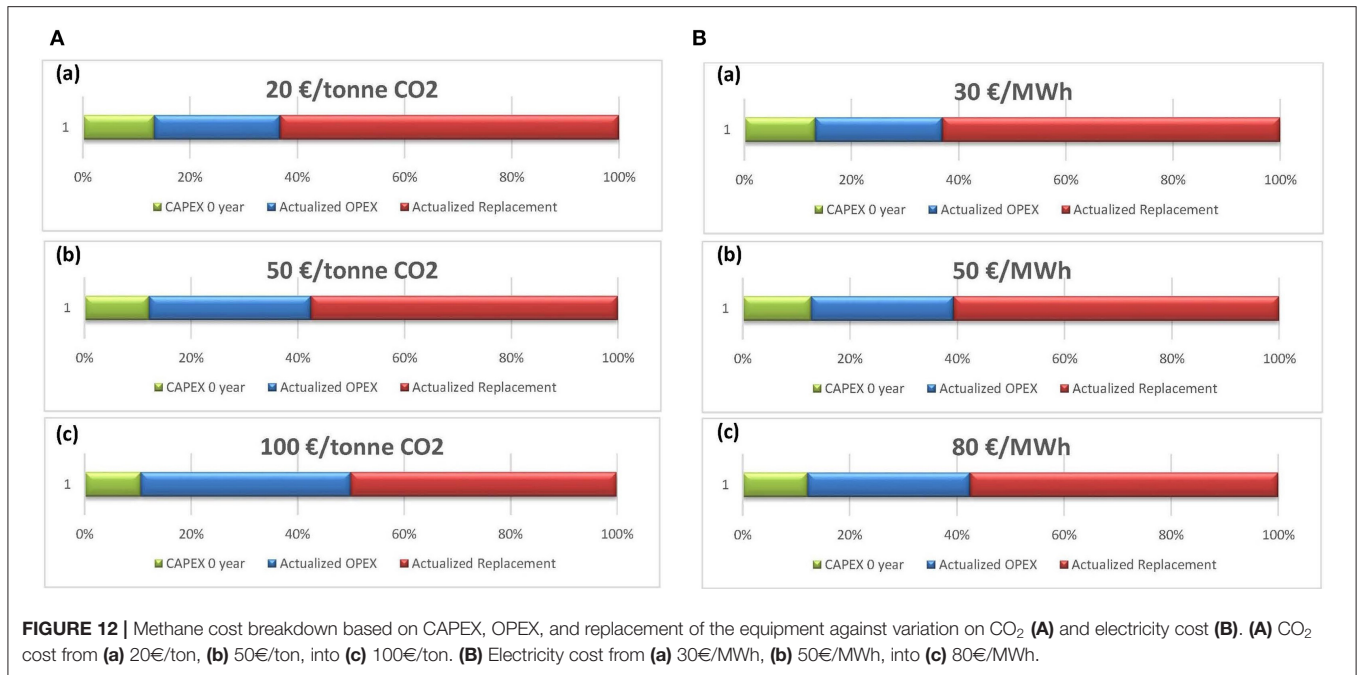 A
(a)
20 €/tonne CO2
1
0% 20% 40% 60% 80% 100%
CAPEX 0 year Actualized OPEX Actualized Replacement
(b)
50 €/tonne CO2
1
0% 20% 40% 60% 80% 100%
CAPEX 0 year Actualized OPEX Actualized Replacement
(c)
100 €/tonne CO2
1
0% 20% 40% 60% 80% 100%
CAPEX 0 year Actualized OPEX Actualized Replacement
B
(a)
30 €/MWh
1
0% 20% 40% 60% 80% 100%
CAPEX 0 year Actualized OPEX Actualized Replacement
(b)
50 €/MWh
1
0% 20% 40% 60% 80% 100%
CAPEX 0 year Actualized OPEX Actualized Replacement
(c)
80 €/MWh
1
0% 20% 40% 60% 80% 100%
CAPEX 0 year Actualized OPEX Actualized Replacement
FIGURE 12 | Methane cost breakdown based on CAPEX, OPEX, and replacement of the equipment against variation on CO₂ (A) and electricity cost (B). (A) CO₂
cost from (a) 20€/ton, (b) 50€/ton, into (c) 100€/ton. (B) Electricity cost from (a) 30€/MWh, (b) 50€/MWh, into (c) 80€/MWh.